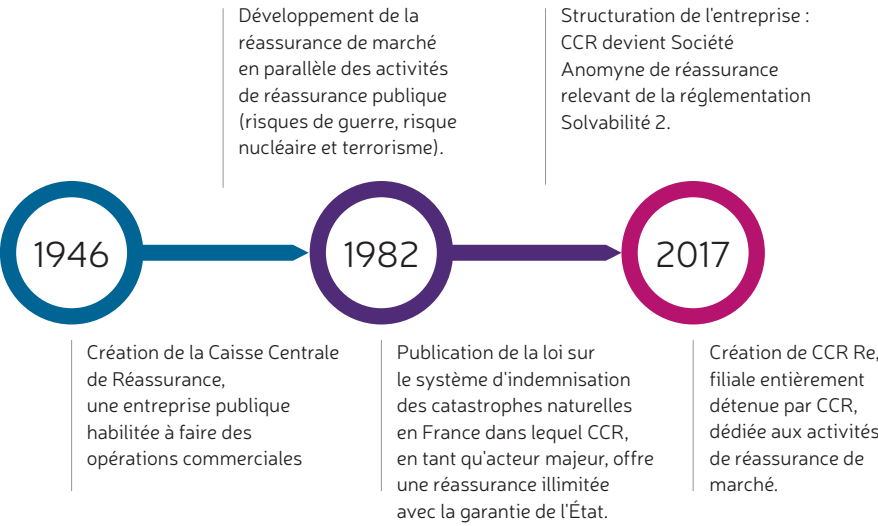 Développement de la
réassurance de marché
en parallèle des activités
de réassurance publique
(risques de guerre, risque
nucléaire et terrorisme).
Structuration de l'entreprise :
CCR devient Société
Anomyne de réassurance
relevant de la réglementation
Solvabilité 2.
1946
1982
2017
Création de la Caisse Centrale
de Réassurance,
une entreprise publique
habilitée à faire des
opérations commerciales
Publication de la loi sur
le système d'indemnisation
des catastrophes naturelles
en France dans lequel CCR,
en tant qu'acteur majeur, offre
une réassurance illimitée
avec la garantie de l'État.
Création de CCR Re,
filiale entièrement
détenue par CCR,
dédiée aux activités
de réassurance de
marché.